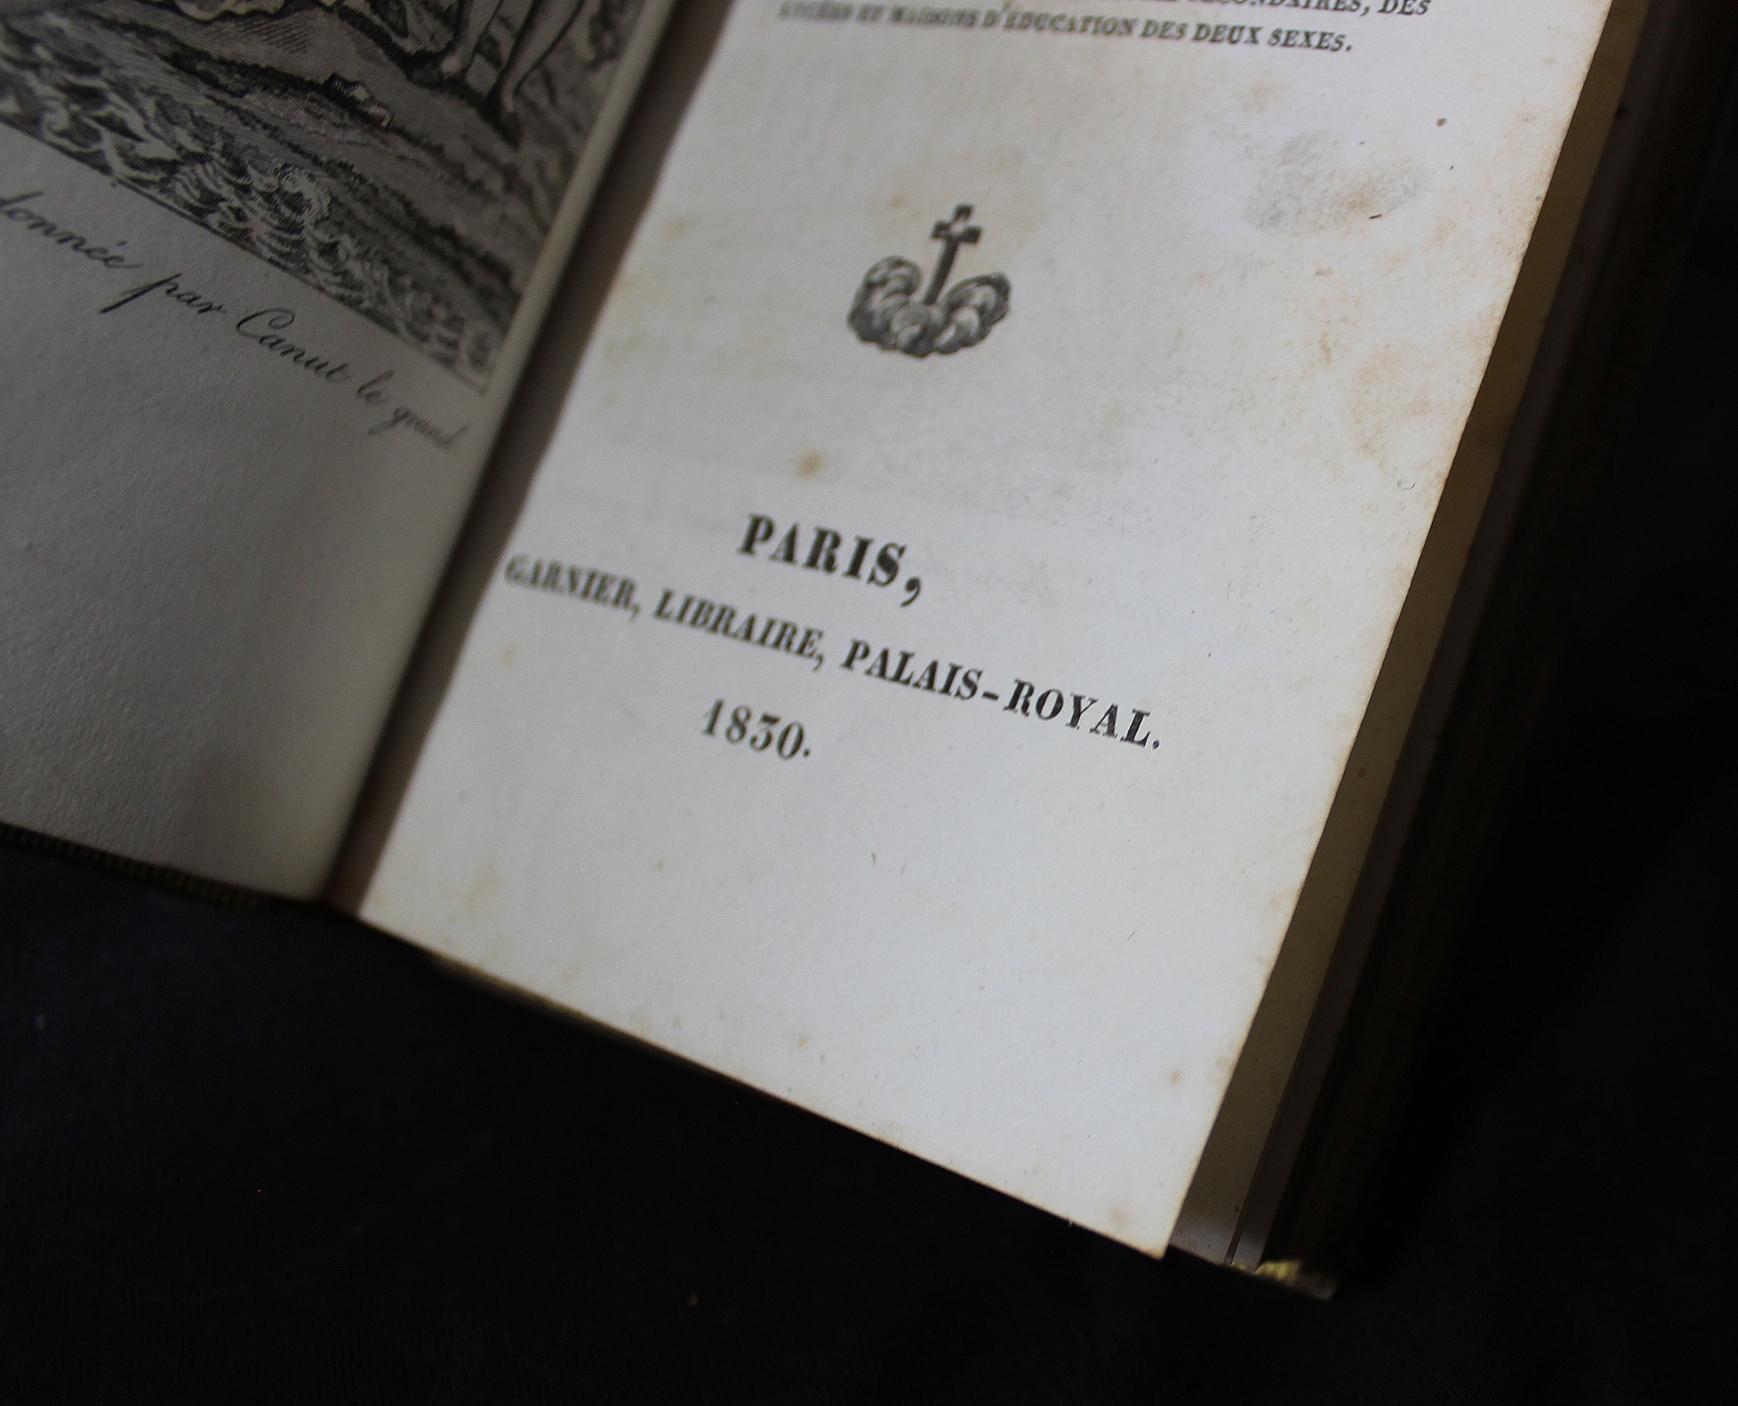 donnée par Canut le grand.
SECONDAIRES, DES
LYCÉES ET MAISONS D'ÉDUCATION DES DEUX SEXES.
PARIS,
GARNIER, LIBRAIRE, PALAIS-ROYAL.
1830.